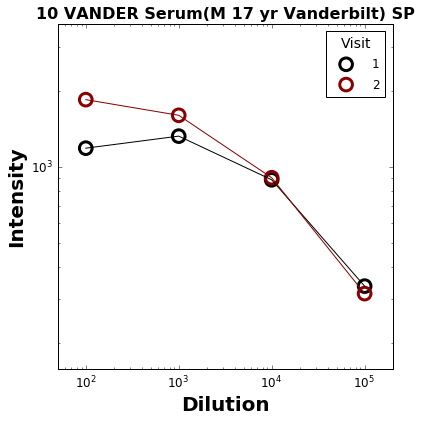 10 VANDER Serum(M 17 yr Vanderbilt) SP
Visit
1
2
Intensity
10³
10² 10³ 10⁴ 10⁵
Dilution